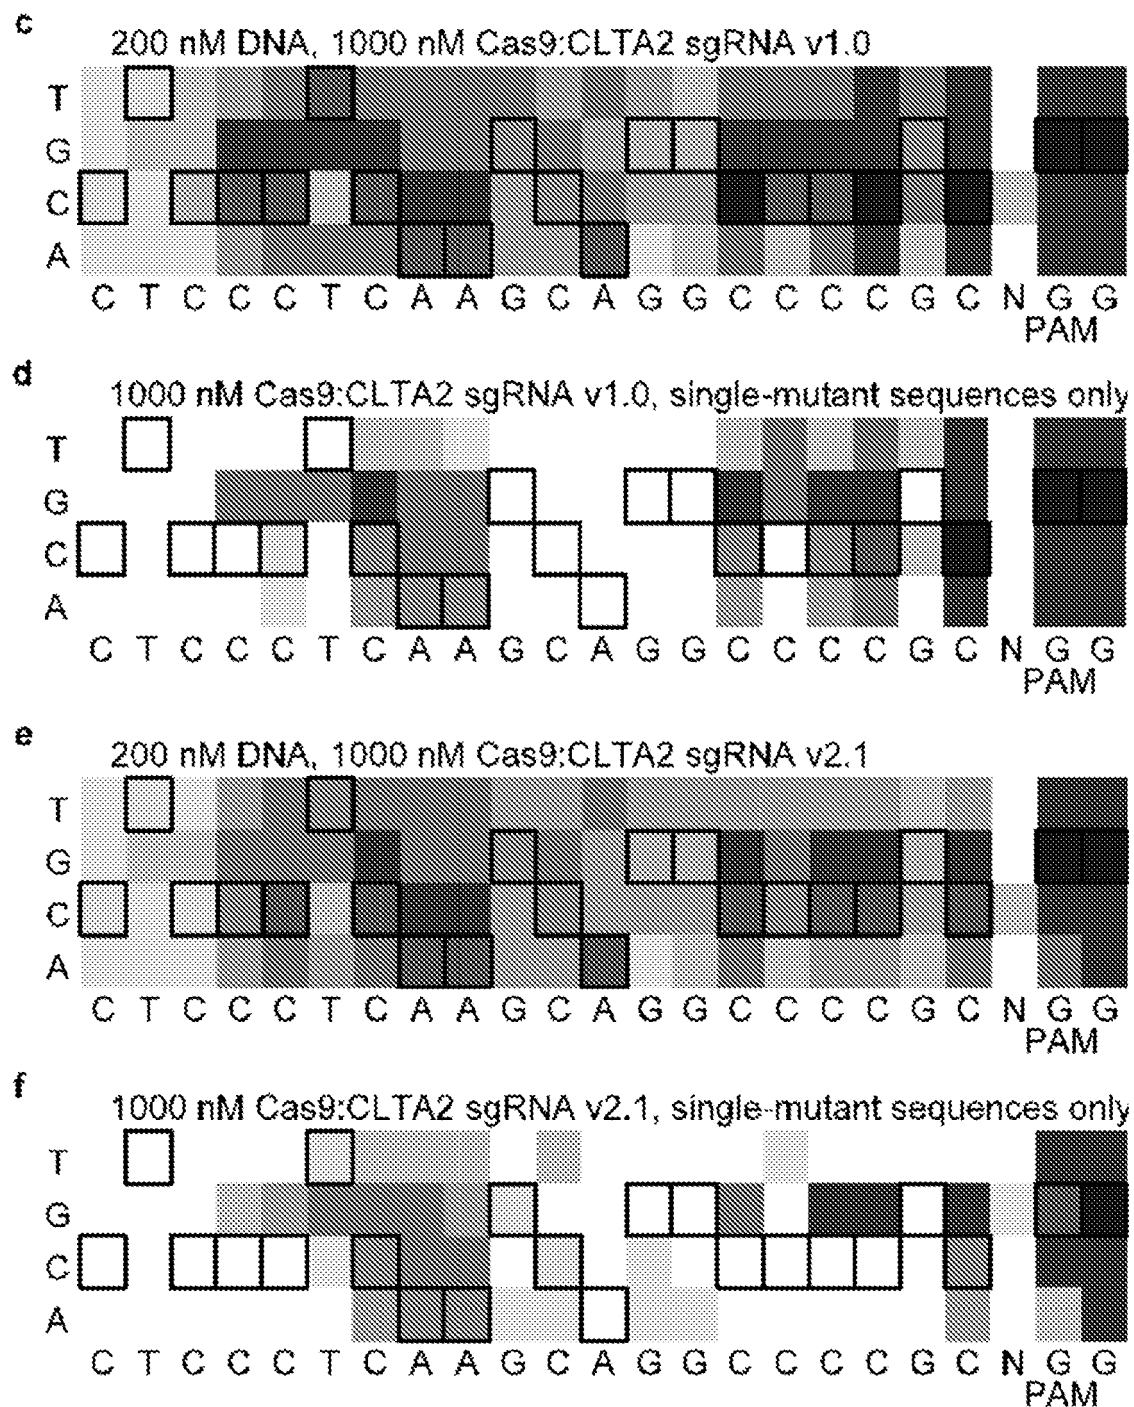 c
200 nM DNA, 1000 nM Cas9:CLTA2 sgRNA v1.0
T
G
C
A
C T C C C T C A A G C A G G C C C C G C N G G
PAM
d
1000 nM Cas9:CLTA2 sgRNA v1.0, single-mutant sequences only
T
G
C
A
C T C C C T C A A G C A G G C C C C G C N G G
PAM
e
200 nM DNA, 1000 nM Cas9:CLTA2 sgRNA v2.1
T
G
C
A
C T C C C T C A A G C A G G C C C C G C N G G
PAM
f
1000 nM Cas9:CLTA2 sgRNA v2.1, single-mutant sequences only
T
G
C
A
C T C C C T C A A G C A G G C C C C G C N G G
PAM